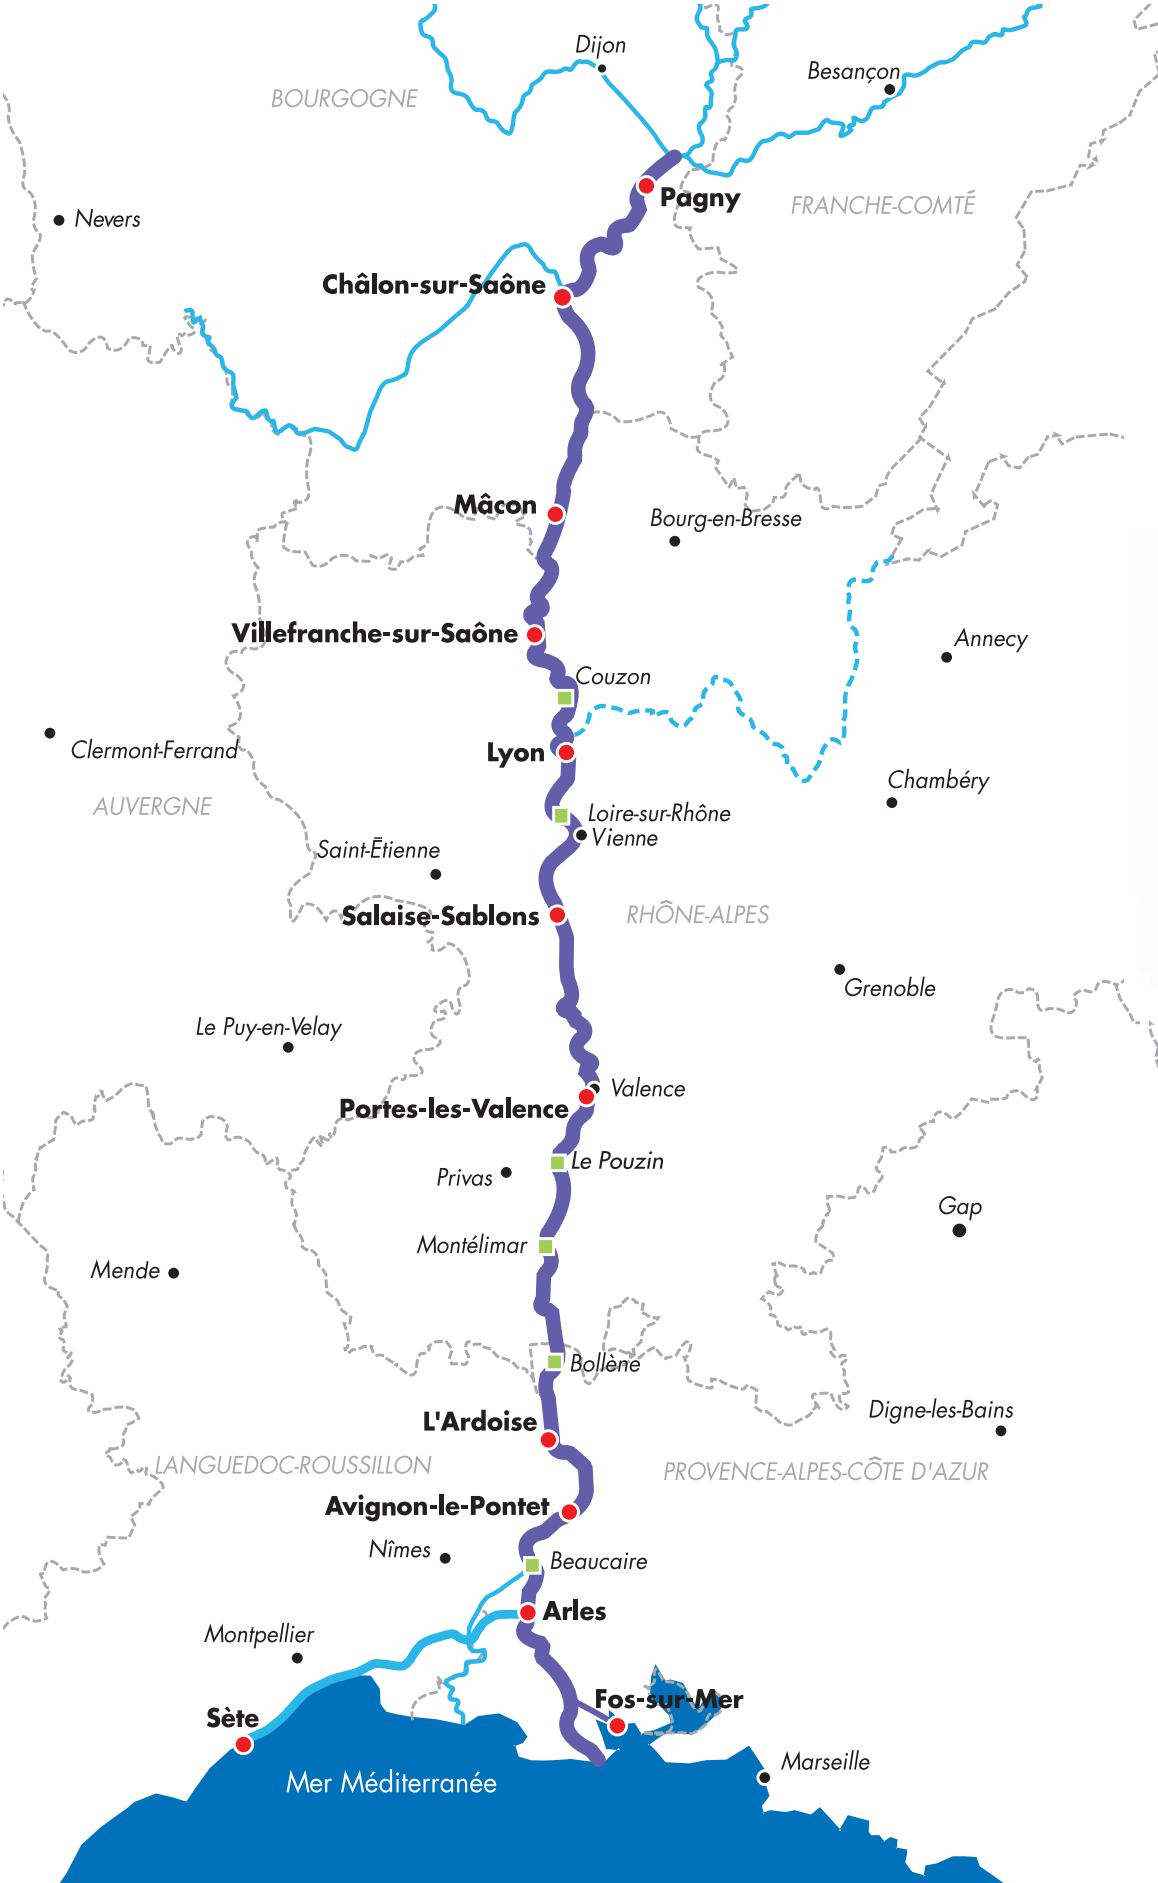 Dijon
Besançon
BOURGOGNE
Pagny
FRANCHE-COMTÉ
Nevers
Châlon-sur-Saône
Mâcon
Bourg-en-Bresse
Villefranche-sur-Saône
Annecy
Couzon
Clermont-Ferrand
Lyon
Chambéry
AUVERGNE
Loire-sur-Rhône
Vienne
Saint-Étienne
Salaise-Sablons
RHÔNE-ALPES
Grenoble
Le Puy-en-Velay
Valence
Portes-les-Valence
Le Pouzin
Privas
Gap
Montélimar
Mende
Bollène
Digne-les-Bains
L'Ardoise
LANGUEDOC-ROUSSILLON
PROVENCE-ALPES-CÔTE D'AZUR
Avignon-le-Pontet
Nîmes
Beaucaire
Arles
Montpellier
Fos-sur-Mer
Sète
Marseille
Mer Méditerranée